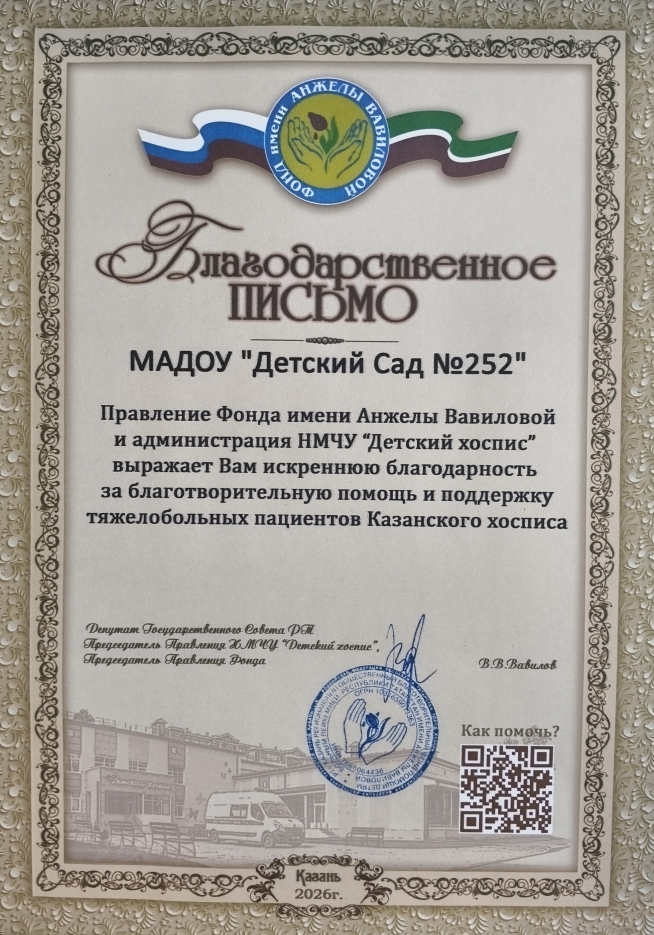 ФОНД имени АНЖЕЛЫ ВАВИЛОВОЙ
Благодарственное
ПИСЬМО
МАДОУ "Детский Сад №252"
Правление Фонда имени Анжелы Вавиловой
и администрация НМЧУ “Детский хоспис”
выражает Вам искреннюю благодарность
за благотворительную помощь и поддержку
тяжелобольных пациентов Казанского хосписа
Депутат Государственного Совета РТ
Председатель Правления НМЧУ "Детский хоспис",
Председатель Правления Фонда
В.В.Вавилов
Как помочь?
Казань
2026г.